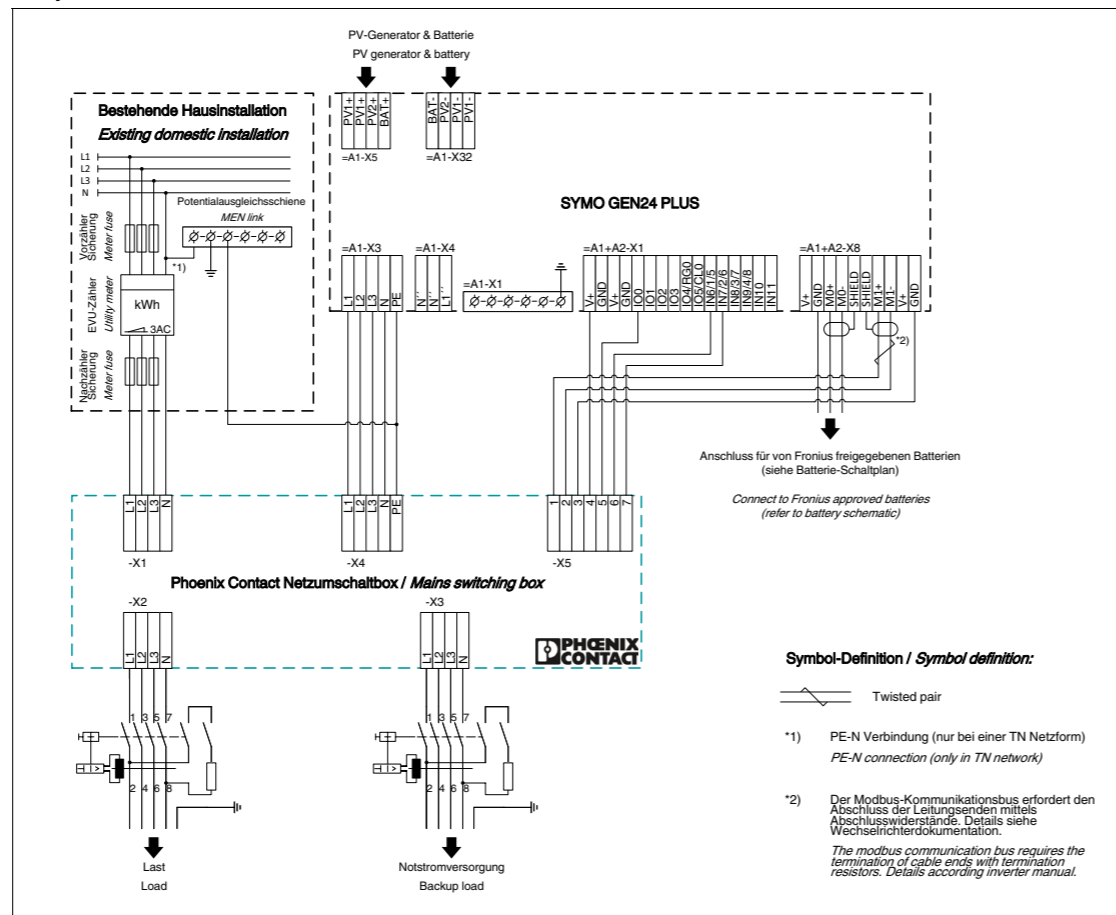 PV-Generator & Batterie
PV generator & battery
Bestehende Hausinstallation
Existing domestic installation
L1
L2
L3
N
Potentialausgleichsschiene
MEN link
*1)
Vorzähler
Sicherung
Meter fuse
EVU-Zähler
Utility meter
kWh
3AC
Nachzähler
Sicherung
Meter fuse
PV1+
PV1+
PV2+
BAT+
=A1-X5
BAT-
PV2-
PV1-
PV1-
=A1-X32
SYMO GEN24 PLUS
=A1-X3
L1
L2
L3
N
PE
=A1-X4
N´´
N´´
L1´´
=A1-X1
=A1+A2-X1
V+
GND
V+
GND
IO0
IO1
IO2
IO3
IO4/RG0
IO5/CL0
IN6/1/5
IN7/2/6
IN8/3/7
IN9/4/8
IN10
IN11
=A1+A2-X8
V+
GND
M0+
M0-
SHIELD
SHIELD
M1+
M1-
V+
GND
*2)
Anschluss für von Fronius freigegebenen Batterien
(siehe Batterie-Schaltplan)
Connect to Fronius approved batteries
(refer to battery schematic)
L1
L2
L3
N
-X1
L1
L2
L3
N
PE
-X4
1
2
3
4
5
6
7
-X5
Phoenix Contact Netzumschaltbox / Mains switching box
-X2
L1
L2
L3
N
-X3
L1
L2
L3
N
PHŒNIX
CONTACT
1 3 5 7
2 4 6 8
Last
Load
1 3 5 7
2 4 6 8
Notstromversorgung
Backup load
Symbol-Definition / Symbol definition:
Twisted pair
*1) PE-N Verbindung (nur bei einer TN Netzform)
PE-N connection (only in TN network)
*2) Der Modbus-Kommunikationsbus erfordert den
Abschluss der Leitungsenden mittels
Abschlusswiderstände. Details siehe
Wechselrichterdokumentation.
The modbus communication bus requires the
termination of cable ends with termination
resistors. Details according inverter manual.